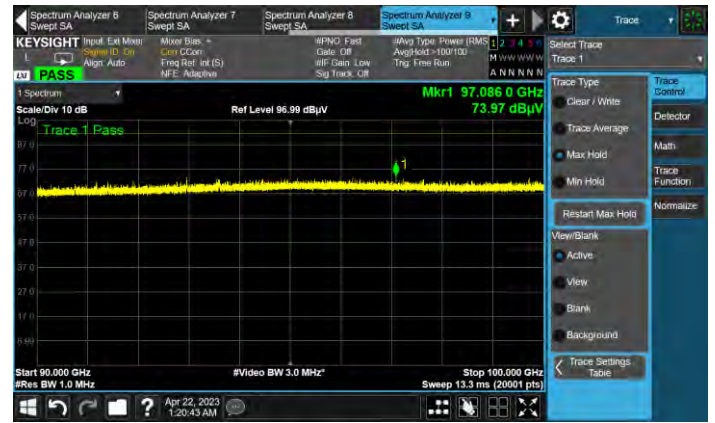 Spectrum Analyzer 6
Swept SA
Spectrum Analyzer 7
Swept SA
Spectrum Analyzer 8
Swept SA
Spectrum Analyzer 9
Swept SA
Trace
KEYSIGHT
Input: Ext Mixer
Signal ID: On
Align: Auto
Mixer Bias: +
Corr CCorr
Freq Ref: Int (S)
NFE: Adaptive
#PNO: Fast
Gate: Off
#IF Gain: Low
Sig Track: Off
#Avg Type: Power (RMS
Avg|Hold:>100/100
Trig: Free Run
1 2 3 4 5 6
M W W W W W
A N N N N N
L
LXI
PASS
Select Trace
Trace 1
1 Spectrum
Scale/Div 10 dB
Ref Level 96.99 dBµV
Mkr1 97.086 0 GHz
73.97 dBµV
Log
Trace 1 Pass
1
87.0
77.0
67.0
57.0
47.0
37.0
27.0
17.0
6.99
Start 90.000 GHz
#Res BW 1.0 MHz
#Video BW 3.0 MHz*
Stop 100.000 GHz
Sweep 13.3 ms (20001 pts)
Trace Type
Clear / Write
Trace Average
Max Hold
Min Hold
Restart Max Hold
View/Blank
Active
View
Blank
Background
Trace Settings
Table
Trace
Control
Detector
Math
Trace
Function
Normalize
?
Apr 22, 2023
1:20:43 AM